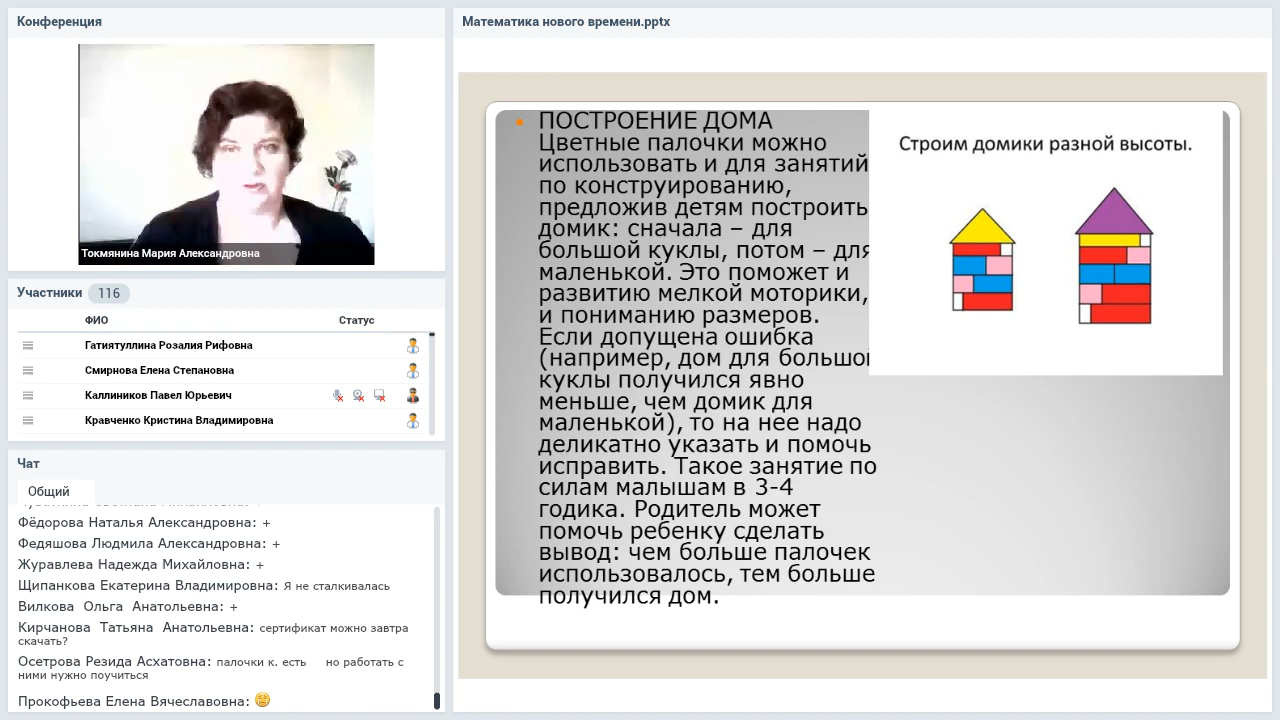 Конференция
Токмянина Мария Александровна
Участники 116
ФИО Статус
Гатиятуллина Розалия Рифовна
Смирнова Елена Степановна
Каллиников Павел Юрьевич
Кравченко Кристина Владимировна
Чат
Общий
Фёдорова Наталья Александровна: +
Федяшова Людмила Александровна: +
Журавлева Надежда Михайловна: +
Щипанкова Екатерина Владимировна: Я не сталкивалась
Вилкова Ольга Анатольевна: +
Кирчанова Татьяна Анатольевна: сертификат можно завтра
скачать?
Осетрова Резида Асхатовна: палочки к. есть но работать с
ними нужно поучиться
Прокофьева Елена Вячеславовна:
Математика нового времени.pptx
• ПОСТРОЕНИЕ ДОМА
Цветные палочки можно
использовать и для занятий
по конструированию,
предложив детям построить
домик: сначала – для
большой куклы, потом – для
маленькой. Это поможет и
развитию мелкой моторики,
и пониманию размеров.
Если допущена ошибка
(например, дом для большой
куклы получился явно
меньше, чем домик для
маленькой), то на нее надо
деликатно указать и помочь
исправить. Такое занятие по
силам малышам в 3-4
годика. Родитель может
помочь ребенку сделать
вывод: чем больше палочек
использовалось, тем больше
получился дом.
Строим домики разной высоты.